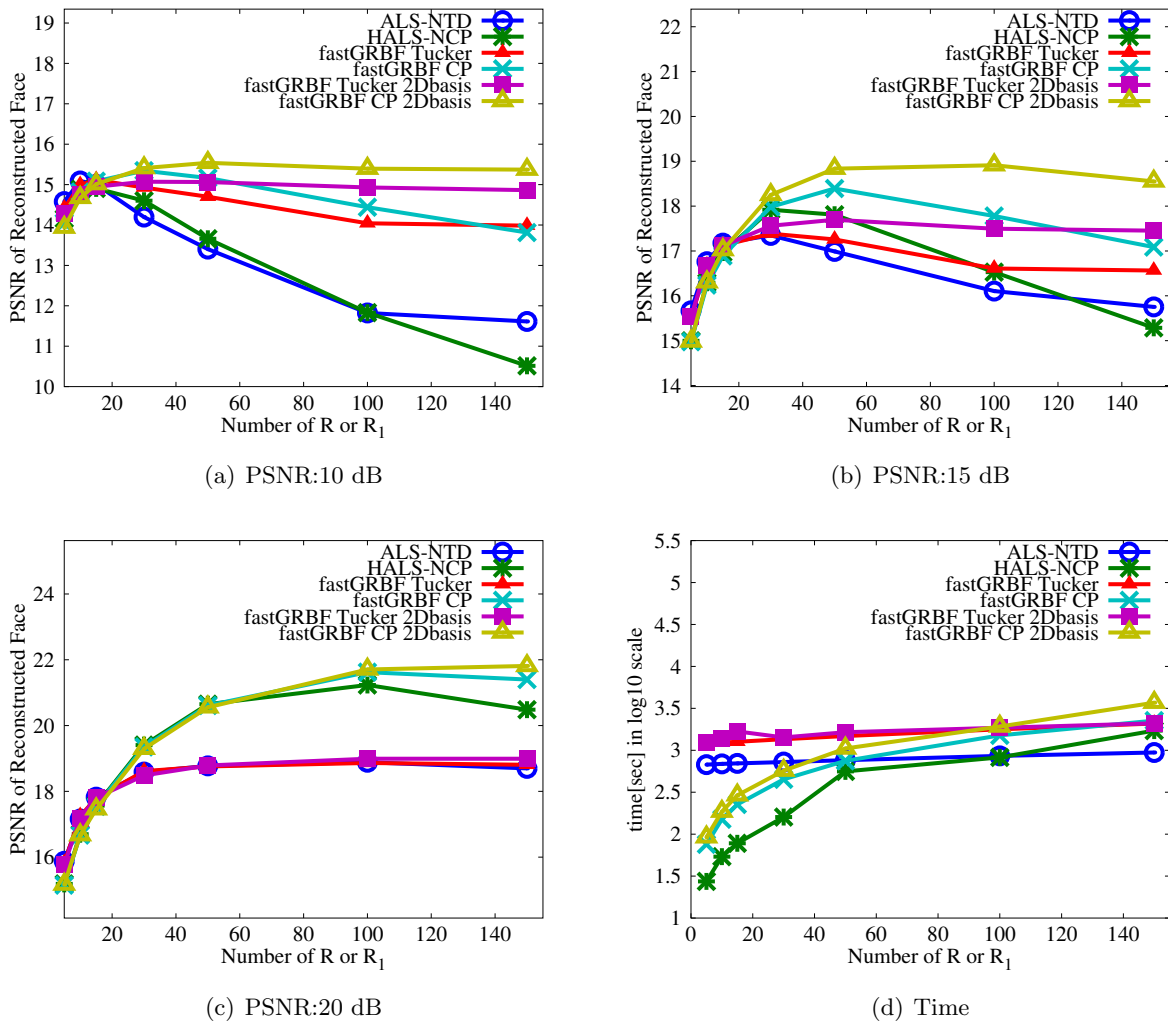 19
18
17
16
15
14
13
12
11
10
PSNR of Reconstructed Face
ALS-NTD
HALS-NCP
fastGRBF Tucker
fastGRBF CP
fastGRBF Tucker 2Dbasis
fastGRBF CP 2Dbasis
20 40 60 80 100 120 140
Number of R or R1
(a) PSNR:10 dB
22
21
20
19
18
17
16
15
14
PSNR of Reconstructed Face
ALS-NTD
HALS-NCP
fastGRBF Tucker
fastGRBF CP
fastGRBF Tucker 2Dbasis
fastGRBF CP 2Dbasis
20 40 60 80 100 120 140
Number of R or R1
(b) PSNR:15 dB
24
22
20
18
16
PSNR of Reconstructed Face
ALS-NTD
HALS-NCP
fastGRBF Tucker
fastGRBF CP
fastGRBF Tucker 2Dbasis
fastGRBF CP 2Dbasis
20 40 60 80 100 120 140
Number of R or R1
(c) PSNR:20 dB
5.5
5
4.5
4
3.5
3
2.5
2
1.5
1
time[sec] in log10 scale
ALS-NTD
HALS-NCP
fastGRBF Tucker
fastGRBF CP
fastGRBF Tucker 2Dbasis
fastGRBF CP 2Dbasis
0 20 40 60 80 100 120 140
Number of R or R1
(d) Time